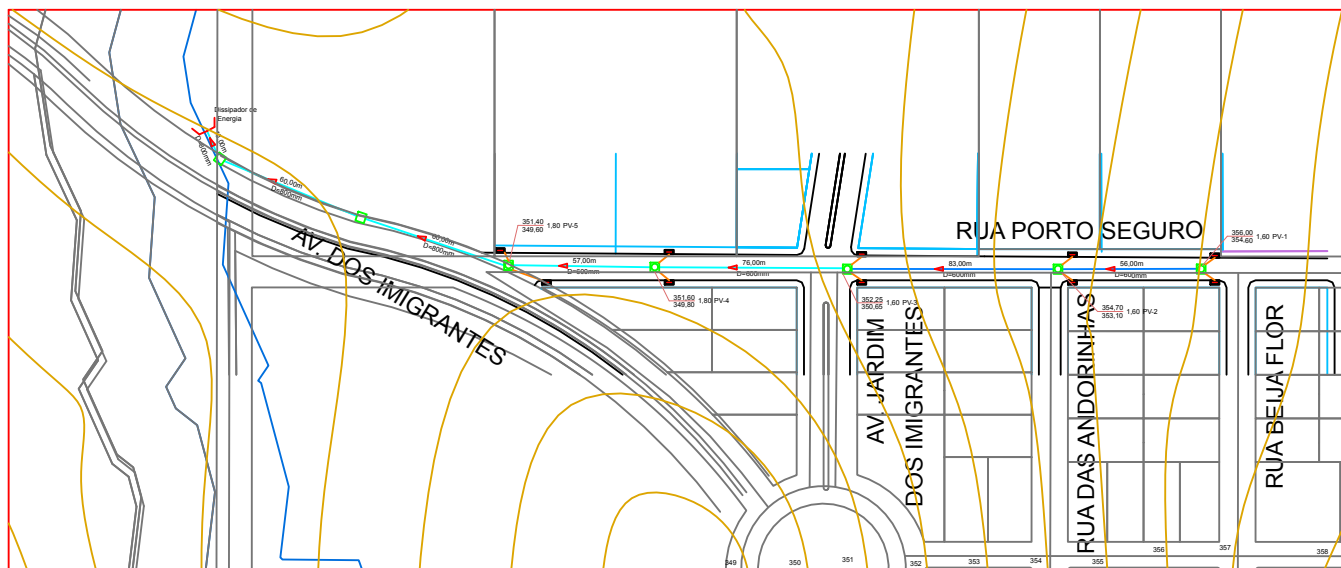 Dissipador de
Energia
7,00m
D=800mm
60,00m
D=800mm
60,00m
D=800mm
351,40
349,60
1,80 PV-5
57,00m
D=600mm
76,00m
D=600mm
83,00m
D=600mm
56,00m
D=600mm
RUA PORTO SEGURO
356,00
354,60
1,60 PV-1
351,60
349,80
1,80 PV-4
352,25
350,65
1,60 PV-3
354,70
353,10
1,60 PV-2
AV. DOS IMIGRANTES
AV. JARDIM
DOS IMIGRANTES
RUA DAS ANDORINHAS
RUA BEIJA FLOR
349
350
351
352
353
354
355
356
357
358